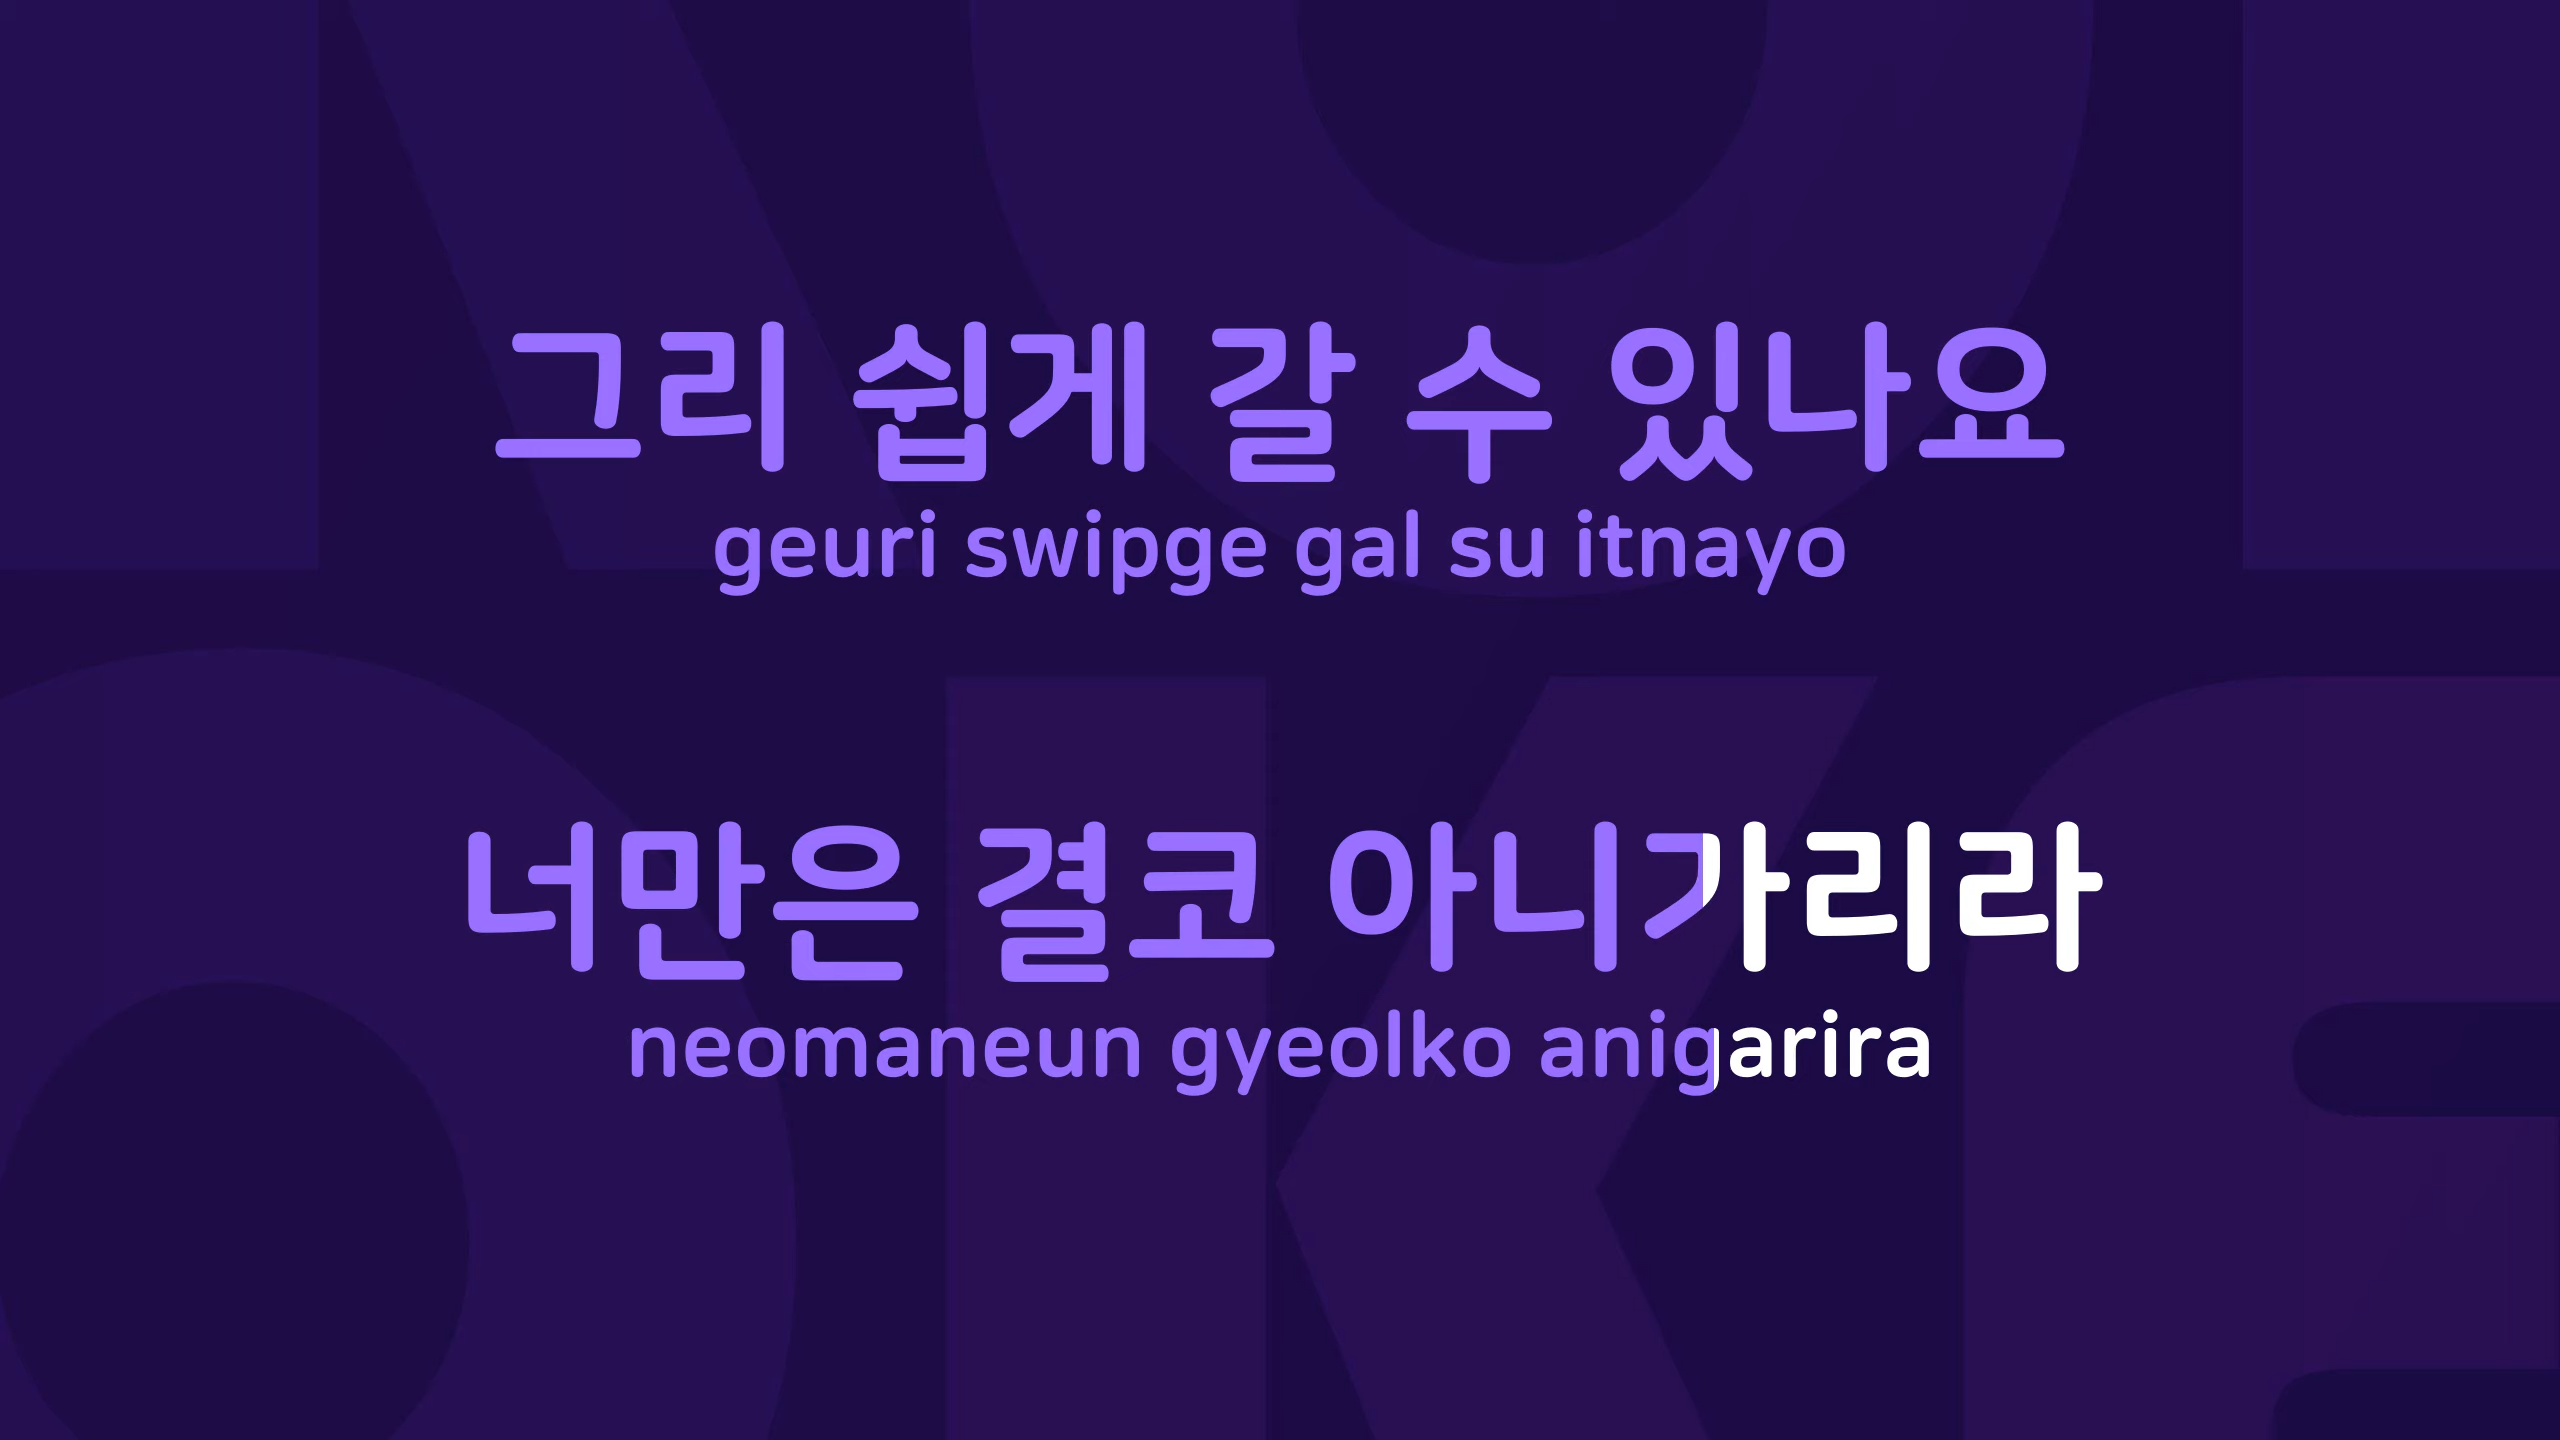 그리 쉽게 갈 수 있나요
geuri swipge gal su itnayo
너만은 결코 아니가리라
neomaneun gyeolko anigarira